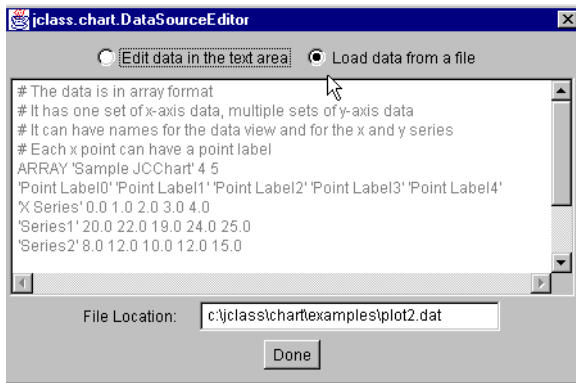 jclass.chart.DataSourceEditor
Edit data in the text area Load data from a file
# The data is in array format
# It has one set of x-axis data, multiple sets of y-axis data
# It can have names for the data view and for the x and y series
# Each x point can have a point label
ARRAY 'Sample JCChart' 4 5
'Point Label0' 'Point Label1' 'Point Label2' 'Point Label3' 'Point Label4'
'X Series' 0.0 1.0 2.0 3.0 4.0
'Series1' 20.0 22.0 19.0 24.0 25.0
'Series2' 8.0 12.0 10.0 12.0 15.0
File Location: c:\jclass\chart\examples\plot2.dat
Done